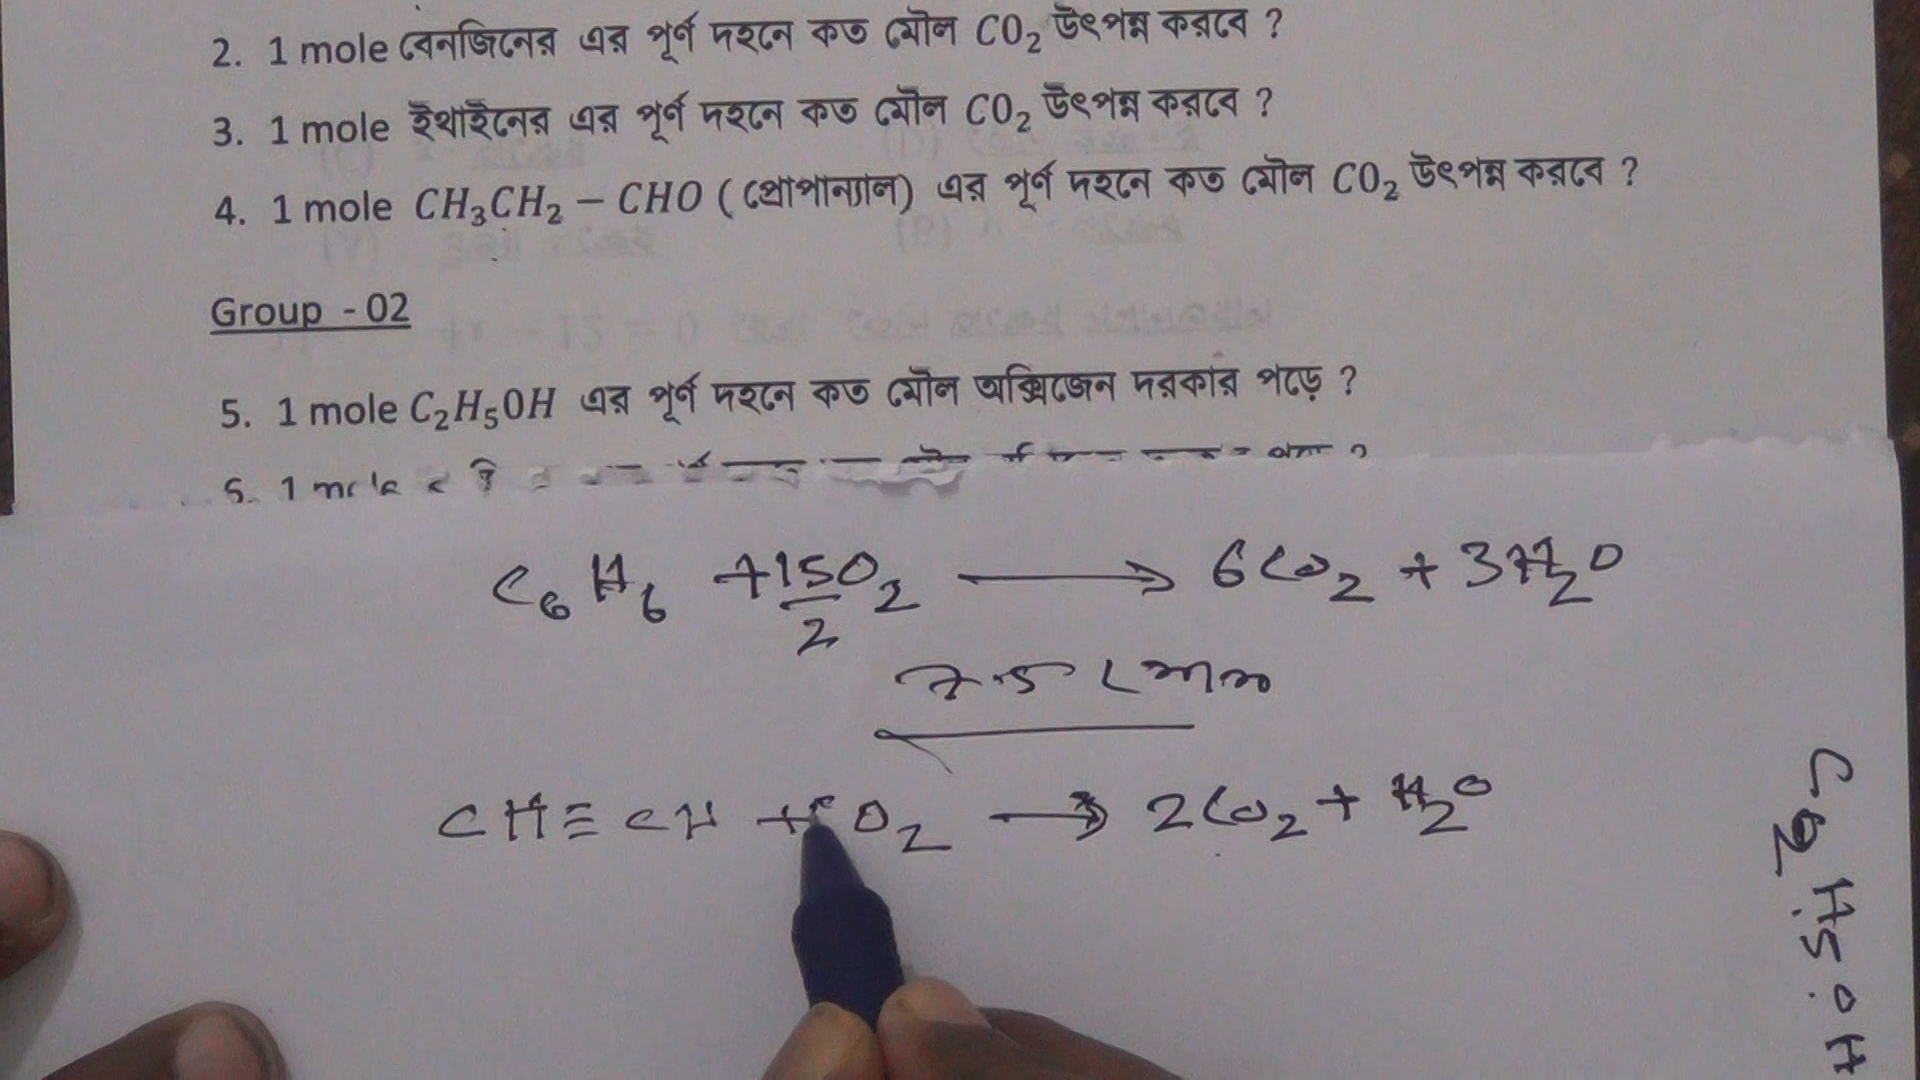 2. 1 mole বেনজিনের এর পূর্ণ দহনে কত মৌল CO₂ উৎপন্ন করবে ?
3. 1 mole ইথাইনের এর পূর্ণ দহনে কত মৌল CO₂ উৎপন্ন করবে ?
4. 1 mole CH₃CH₂ – CHO ( প্রোপান্যাল) এর পূর্ণ দহনে কত মৌল CO₂ উৎপন্ন করবে ?
Group - 02
5. 1 mole C₂H₅OH এর পূর্ণ দহনে কত মৌল অক্সিজেন দরকার পড়ে ?
1
C₆H₆ + 15/2 O₂ → 6CO₂ + 3H₂O
7.5
CH≡CH + O₂ → 2CO₂ + H₂O
H₅OH